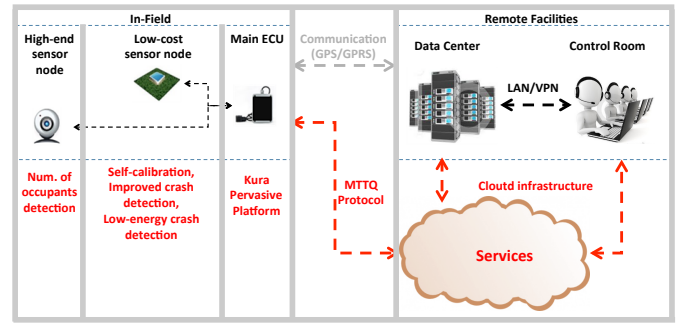 In-Field
Remote Facilities
High-end
sensor
node
Low-cost
sensor node
Main ECU
Communication
(GPS/GPRS)
Data Center
Control Room
LAN/VPN
Num. of
occupants
detection
Self-calibration,
Improved crash
detection,
Low-energy crash
detection
Kura
Pervasive
Platform
MTTQ
Protocol
Cloutd infrastructure
Services